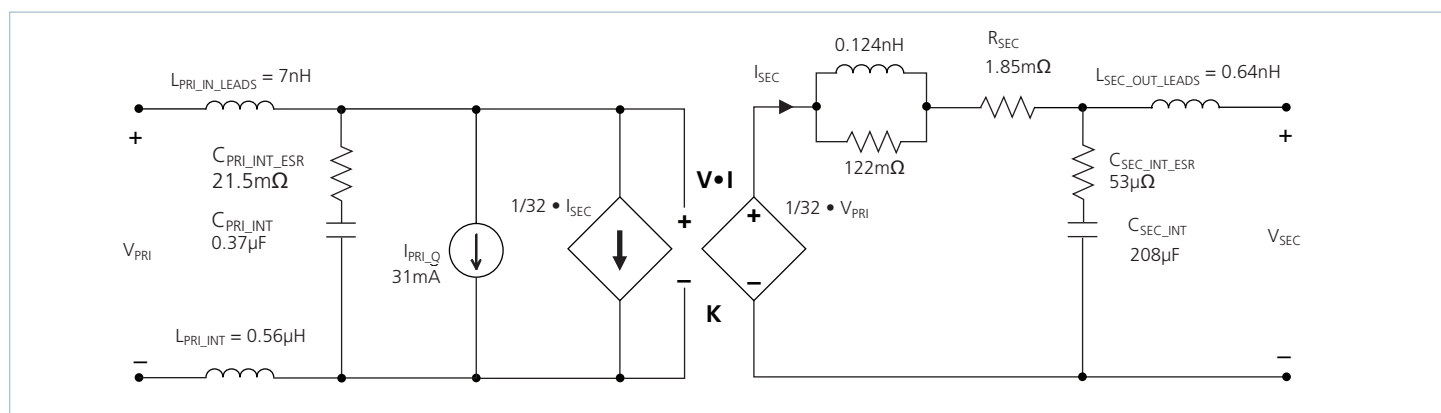 L_PRI_IN_LEADS = 7nH
+
C_PRI_INT_ESR
21.5mΩ
C_PRI_INT
0.37µF
V_PRI
I_PRI_Q
31mA
1/32 • I_SEC
L_PRI_INT = 0.56µH
–
V•I
+
–
K
+
–
1/32 • V_PRI
I_SEC
0.124nH
122mΩ
R_SEC
1.85mΩ
L_SEC_OUT_LEADS = 0.64nH
+
C_SEC_INT_ESR
53µΩ
C_SEC_INT
208µF
V_SEC
–